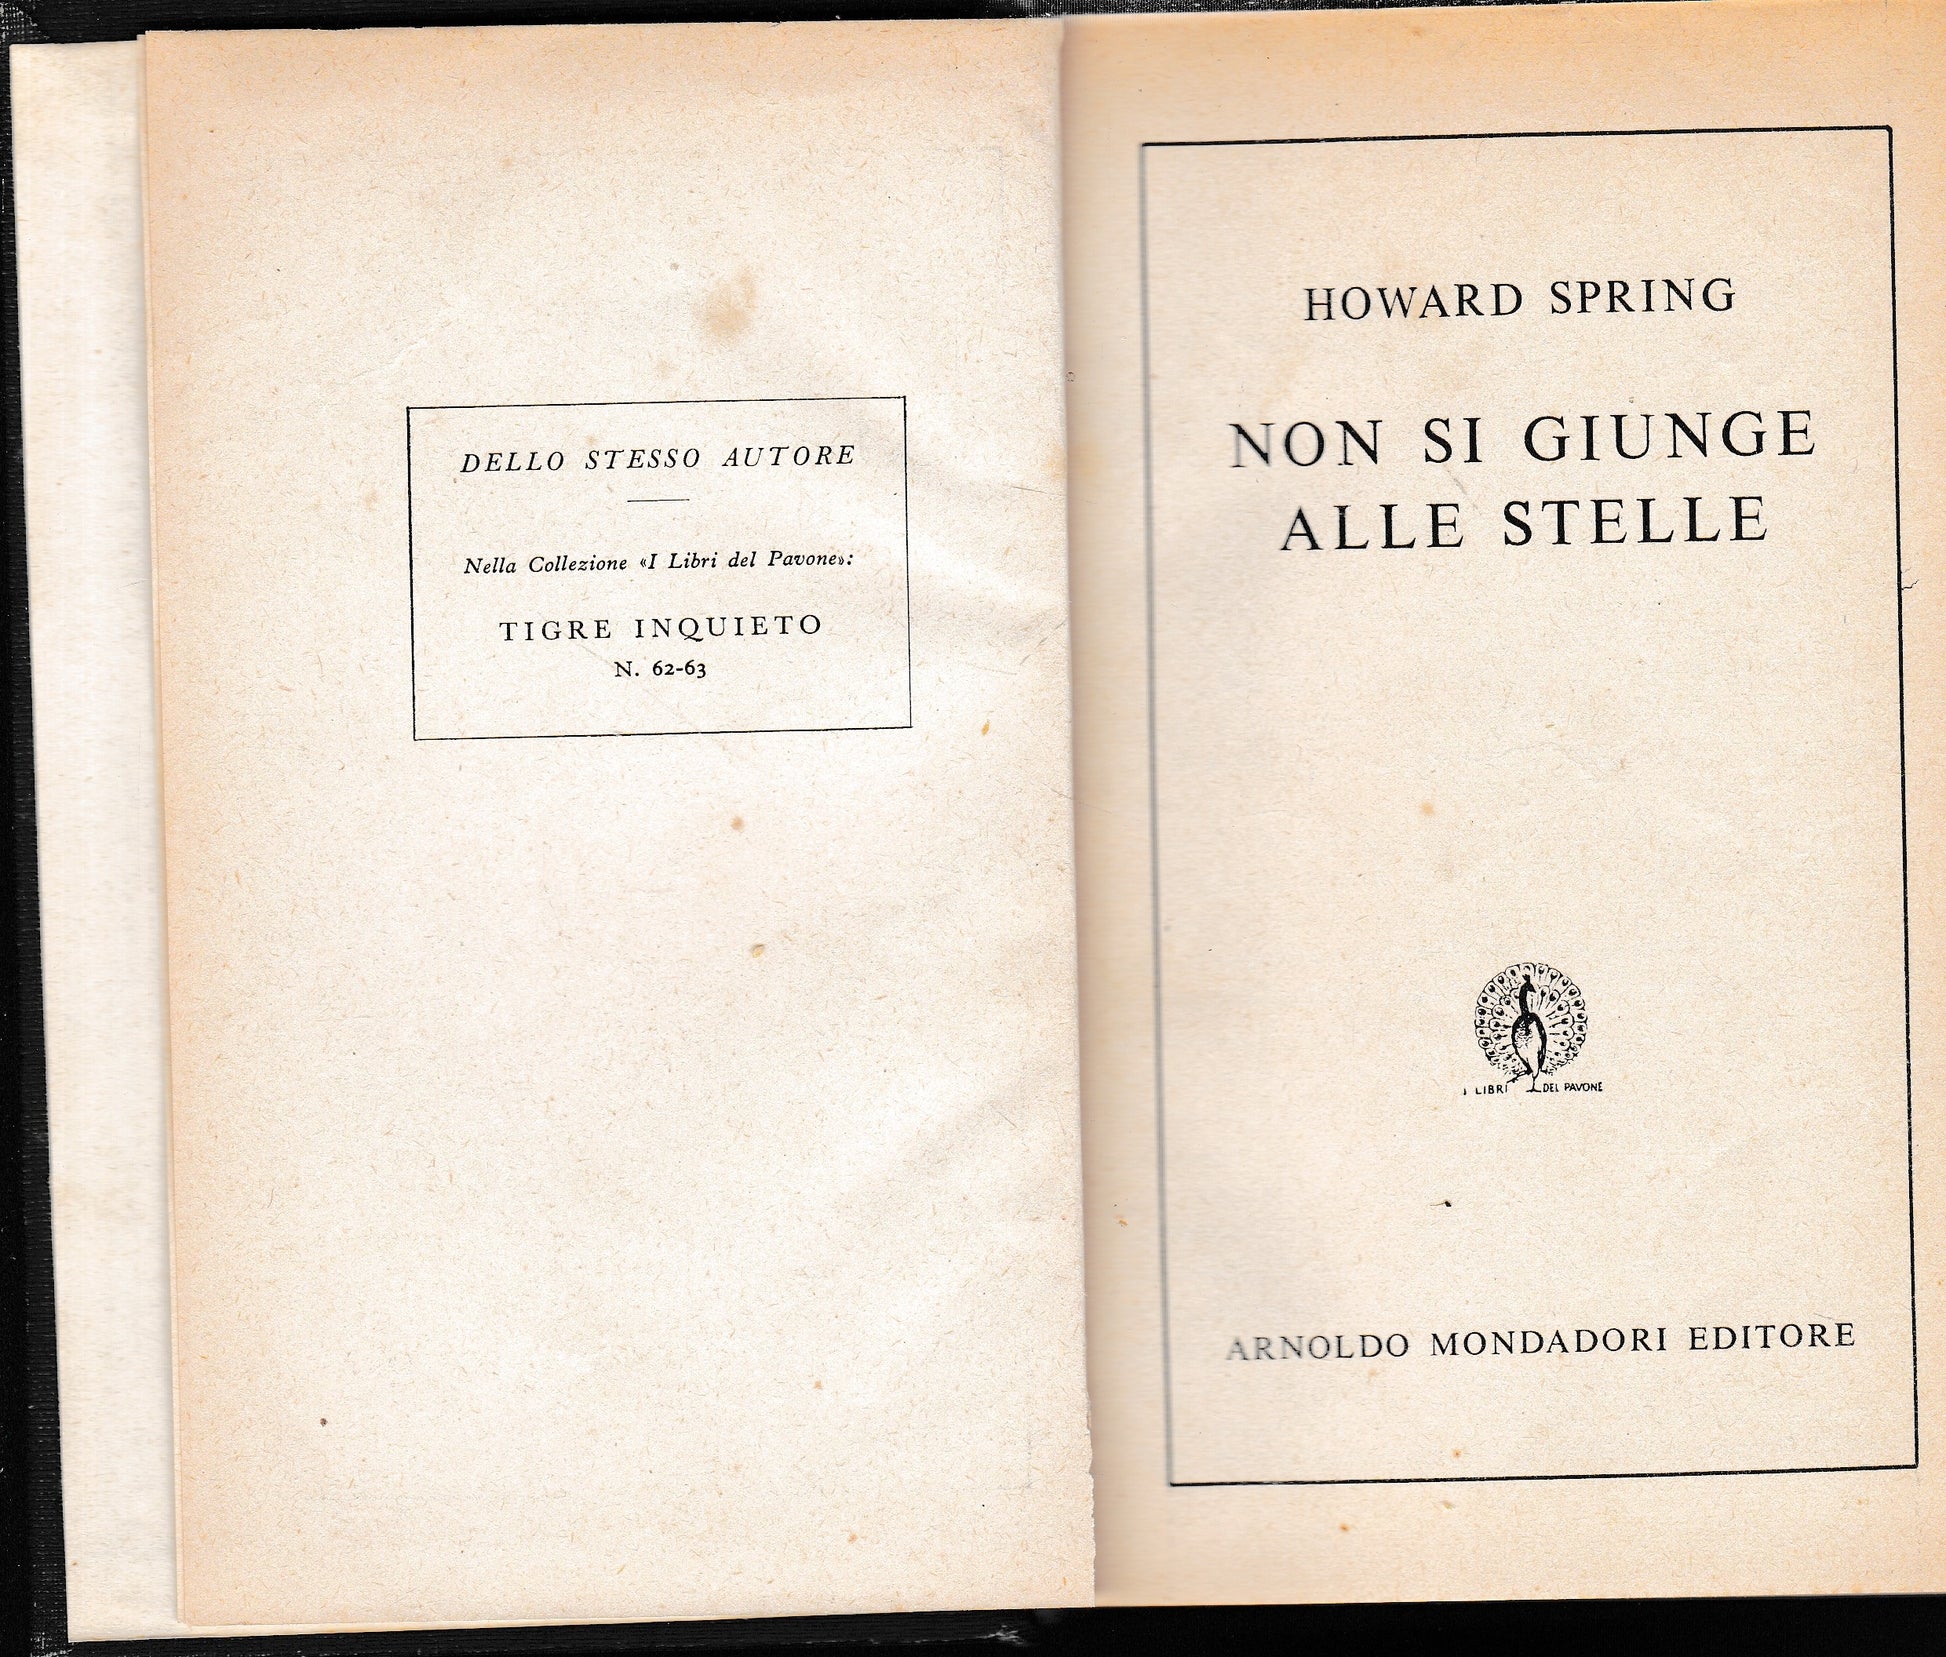 DELLO STESSO AUTORE
Nella Collezione «I Libri del Pavone»:
TIGRE INQUIETO
N. 62-63
HOWARD SPRING
NON SI GIUNGE
ALLE STELLE
I LIBRI DEL PAVONE
ARNOLDO MONDADORI EDITORE